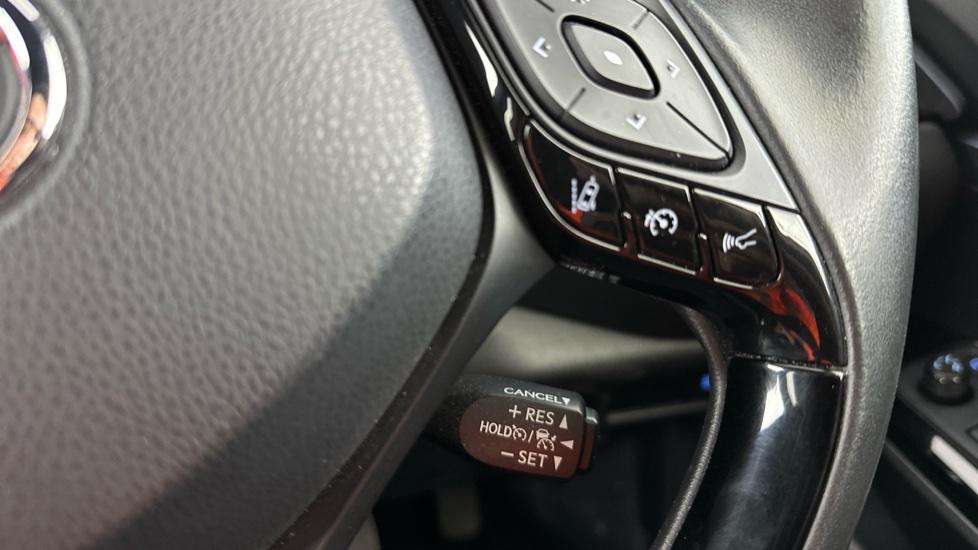 CANCEL
+ RES
HOLD /
– SET